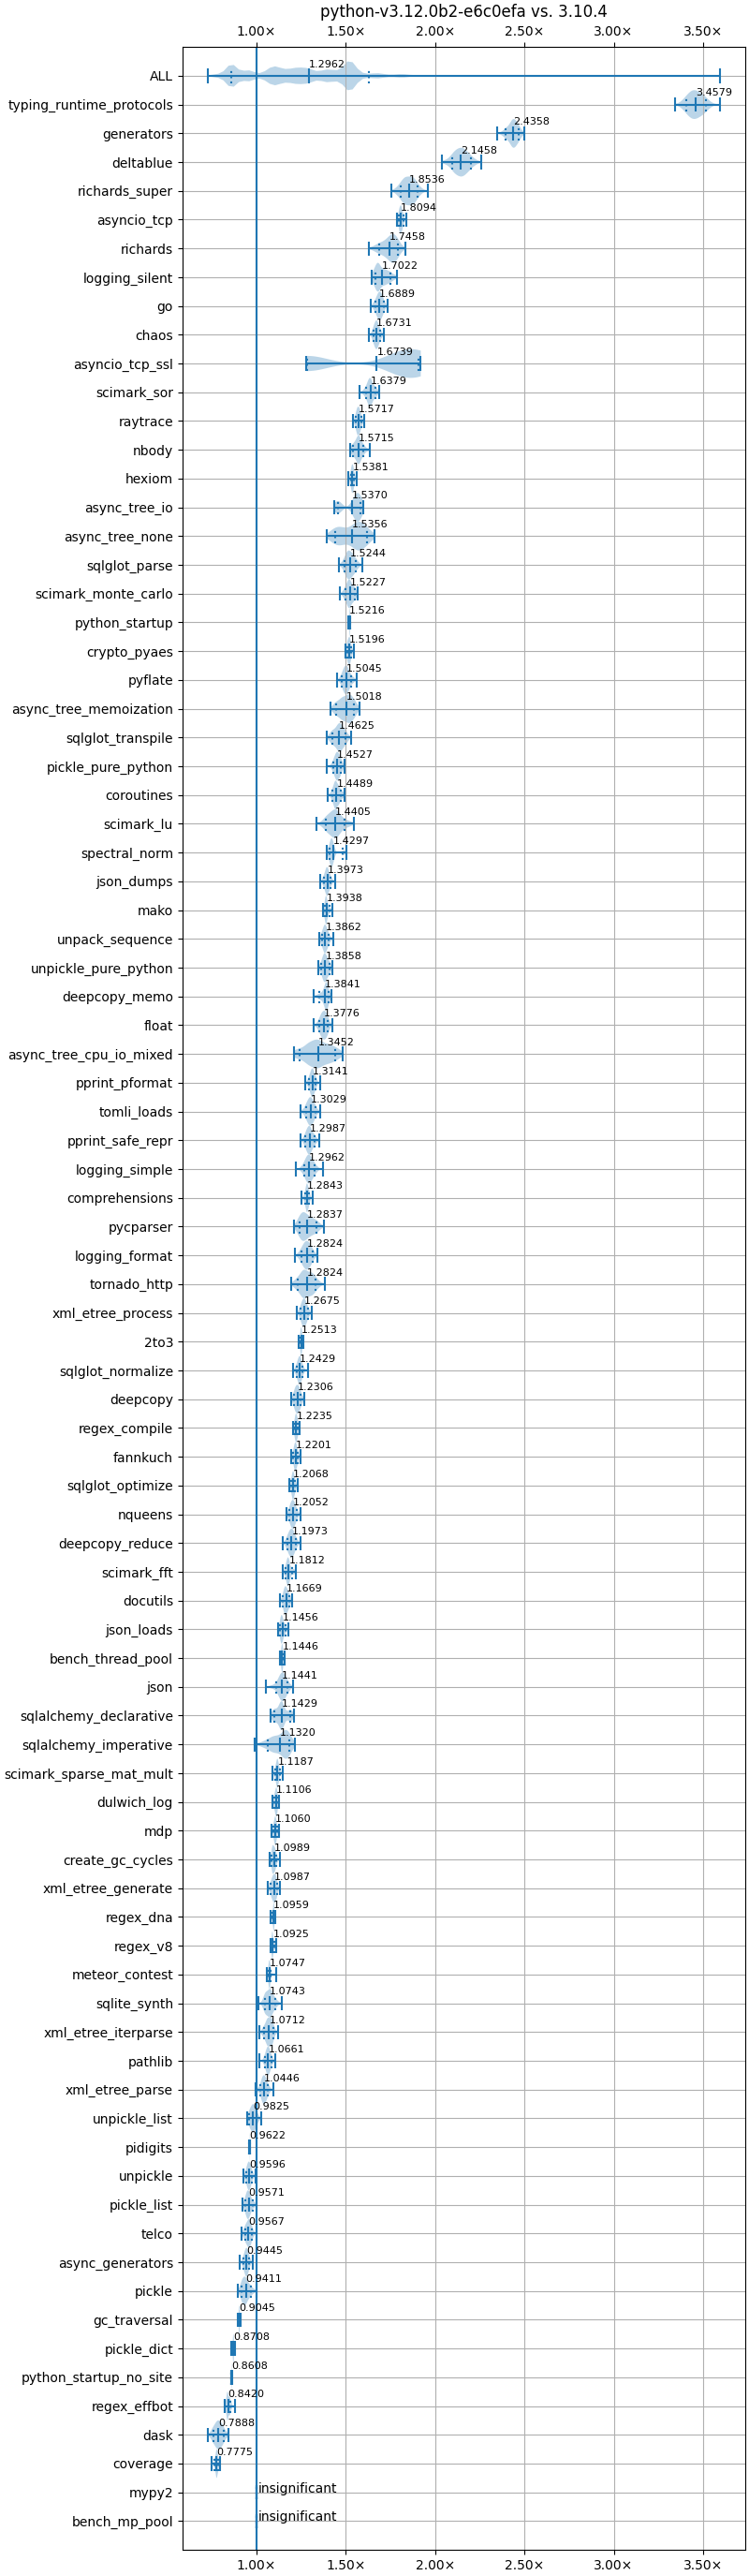 python-v3.12.0b2-e6c0efa vs. 3.10.4
1.00× 1.50× 2.00× 2.50× 3.00× 3.50×
ALL 1.2962
typing_runtime_protocols 3.4579
generators 2.4358
deltablue 2.1458
richards_super 1.8536
asyncio_tcp 1.8094
richards 1.7458
logging_silent 1.7022
go 1.6889
chaos 1.6731
asyncio_tcp_ssl 1.6739
scimark_sor 1.6379
raytrace 1.5717
nbody 1.5715
hexiom 1.5381
async_tree_io 1.5370
async_tree_none 1.5356
sqlglot_parse 1.5244
scimark_monte_carlo 1.5227
python_startup 1.5216
crypto_pyaes 1.5196
pyflate 1.5045
async_tree_memoization 1.5018
sqlglot_transpile 1.4625
pickle_pure_python 1.4527
coroutines 1.4489
scimark_lu 1.4405
spectral_norm 1.4297
json_dumps 1.3973
mako 1.3938
unpack_sequence 1.3862
unpickle_pure_python 1.3858
deepcopy_memo 1.3841
float 1.3776
async_tree_cpu_io_mixed 1.3452
pprint_pformat 1.3141
tomli_loads 1.3029
pprint_safe_repr 1.2987
logging_simple 1.2962
comprehensions 1.2843
pycparser 1.2837
logging_format 1.2824
tornado_http 1.2824
xml_etree_process 1.2675
2to3 1.2513
sqlglot_normalize 1.2429
deepcopy 1.2306
regex_compile 1.2235
fannkuch 1.2201
sqlglot_optimize 1.2068
nqueens 1.2052
deepcopy_reduce 1.1973
scimark_fft 1.1812
docutils 1.1669
json_loads 1.1456
bench_thread_pool 1.1446
json 1.1441
sqlalchemy_declarative 1.1429
sqlalchemy_imperative 1.1320
scimark_sparse_mat_mult 1.1187
dulwich_log 1.1106
mdp 1.1060
create_gc_cycles 1.0989
xml_etree_generate 1.0987
regex_dna 1.0959
regex_v8 1.0925
meteor_contest 1.0747
sqlite_synth 1.0743
xml_etree_iterparse 1.0712
pathlib 1.0661
xml_etree_parse 1.0446
unpickle_list 0.9825
pidigits 0.9622
unpickle 0.9596
pickle_list 0.9571
telco 0.9567
async_generators 0.9445
pickle 0.9411
gc_traversal 0.9045
pickle_dict 0.8708
python_startup_no_site 0.8608
regex_effbot 0.8420
dask 0.7888
coverage 0.7775
mypy2 insignificant
bench_mp_pool insignificant
1.00× 1.50× 2.00× 2.50× 3.00× 3.50×